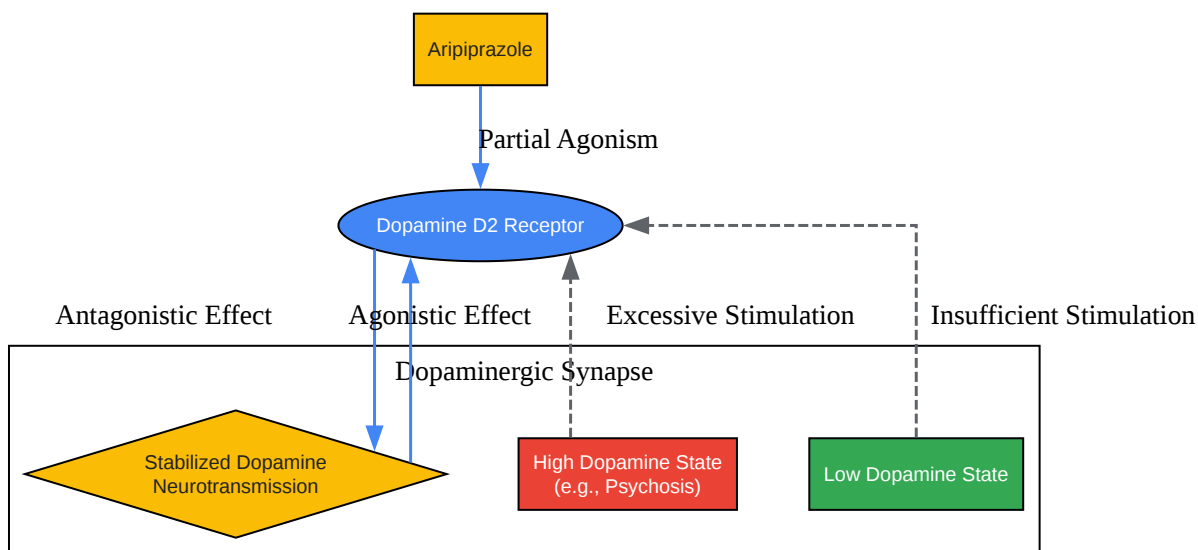 Aripiprazole
Partial Agonism
Dopamine D2 Receptor
Antagonistic Effect
Agonistic Effect
Excessive Stimulation
Insufficient Stimulation
Dopaminergic Synapse
Stabilized Dopamine
Neurotransmission
High Dopamine State
(e.g., Psychosis)
Low Dopamine State